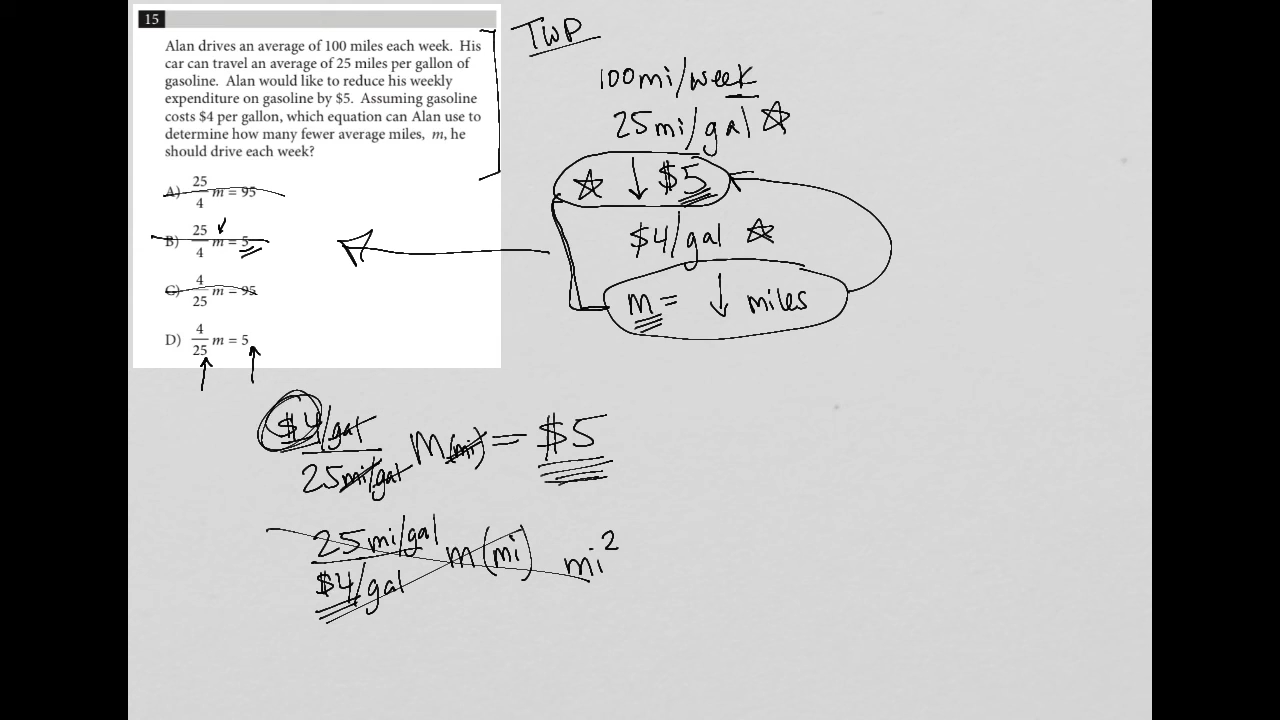 15
Alan drives an average of 100 miles each week. His
car can travel an average of 25 miles per gallon of
gasoline. Alan would like to reduce his weekly
expenditure on gasoline by $5. Assuming gasoline
costs $4 per gallon, which equation can Alan use to
determine how many fewer average miles, m, he
should drive each week?
A) 25/4 m = 95
B) 25/4 m = 5
C) 4/25 m = 95
D) 4/25 m = 5
TWP
100mi/week
25mi/gal ☆
☆ ↓ $5
$4/gal ☆
m = ↓ miles
$4/gal
25mi/gal
m(mi) = $5
25mi/gal
$4/gal
m(mi) mi²